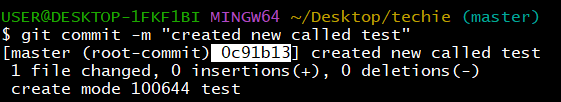 USER@DESKTOP-1FKF1BI MINGW64 ~/Desktop/techie (master)
$ git commit -m "created new called test"
[master (root-commit) 0c91b13] created new called test
 1 file changed, 0 insertions(+), 0 deletions(-)
 create mode 100644 test